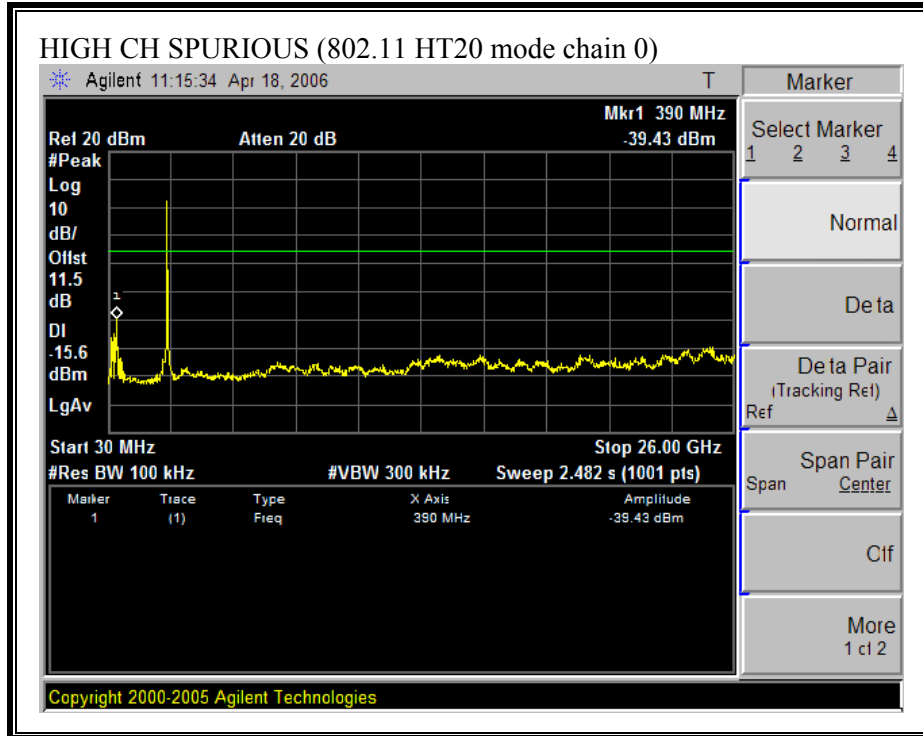 HIGH CH SPURIOUS (802.11 HT20 mode chain 0)
Agilent 11:15:34 Apr 18, 2006 T
Mkr1 390 MHz
Ref 20 dBm Atten 20 dB -39.43 dBm
#Peak
Log
10
dB/
Offst
11.5
dB
DI
-15.6
dBm
LgAv
1
Start 30 MHz Stop 26.00 GHz
#Res BW 100 kHz #VBW 300 kHz Sweep 2.482 s (1001 pts)
Marker Trace Type X Axis Amplitude
1 (1) Freq 390 MHz -39.43 dBm
Marker
Select Marker
1 2 3 4
Normal
Delta
Delta Pair
(Tracking Ref)
Ref Δ
Span Pair
Span Center
Off
More
1 of 2
Copyright 2000-2005 Agilent Technologies